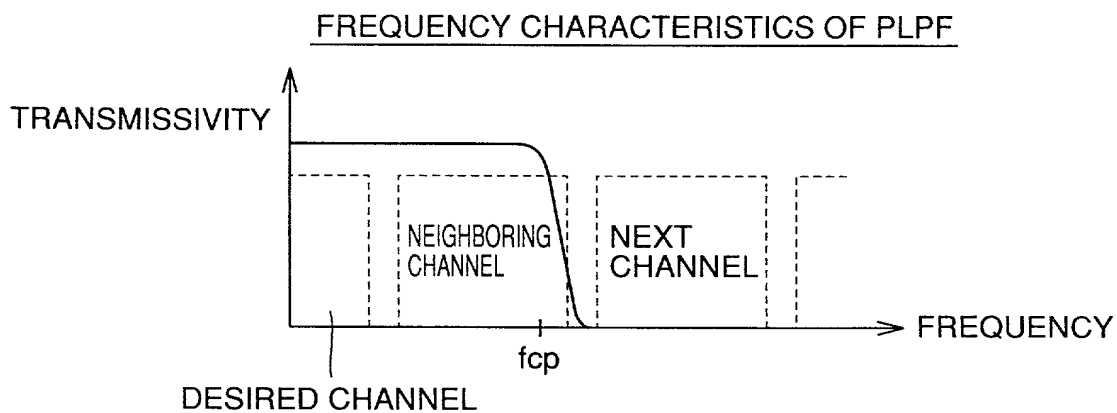 FREQUENCY CHARACTERISTICS OF PLPF
TRANSMISSIVITY
NEIGHBORING
CHANNEL
NEXT
CHANNEL
FREQUENCY
fcp
DESIRED CHANNEL